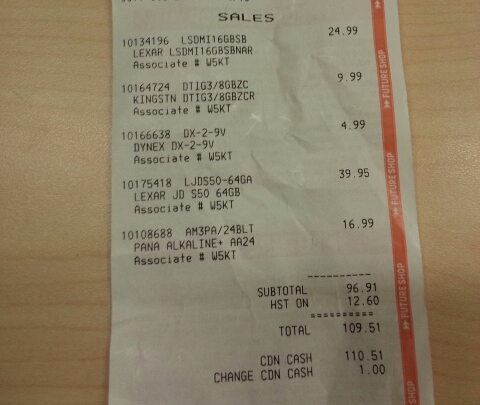 SALES
10134196 LSDMI16GBSB 24.99
LEXAR LSDMI16GBSBNAR
Associate # W5KT
10164724 DTIG3/8GBZC 9.99
KINGSTN DTIG3/8GBZCR
Associate # W5KT
10166638 DX-2-9V 4.99
DYNEX DX-2-9V
Associate # W5KT
10175418 LJDS50-64GA 39.95
LEXAR JD S50 64GB
Associate # W5KT
10108688 AM3PA/24BLT 16.99
PANA ALKALINE+ AA24
Associate # W5KT
----------
SUBTOTAL 96.91
HST ON 12.60
==========
TOTAL 109.51
CDN CASH 110.51
CHANGE CDN CASH 1.00
>> FUTURE SHOP
>> FUTURE SHOP
>> FUTURE SHOP
SHOP